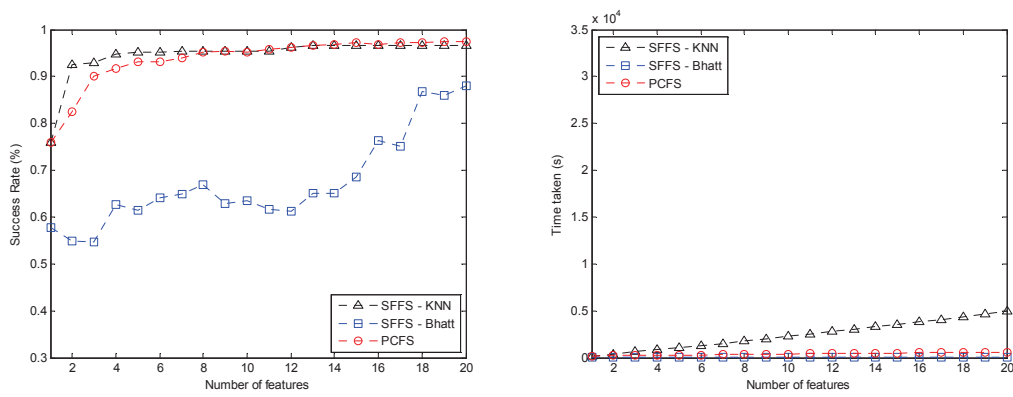 1
0.9
0.8
0.7
0.6
0.5
0.4
0.3
Success Rate (%)
2 4 6 8 10 12 14 16 18 20
Number of features
SFFS - KNN
SFFS - Bhatt
PCFS
x 10^4
3.5
3
2.5
2
1.5
1
0.5
0
Time taken (s)
2 4 6 8 10 12 14 16 18 20
Number of features
SFFS - KNN
SFFS - Bhatt
PCFS